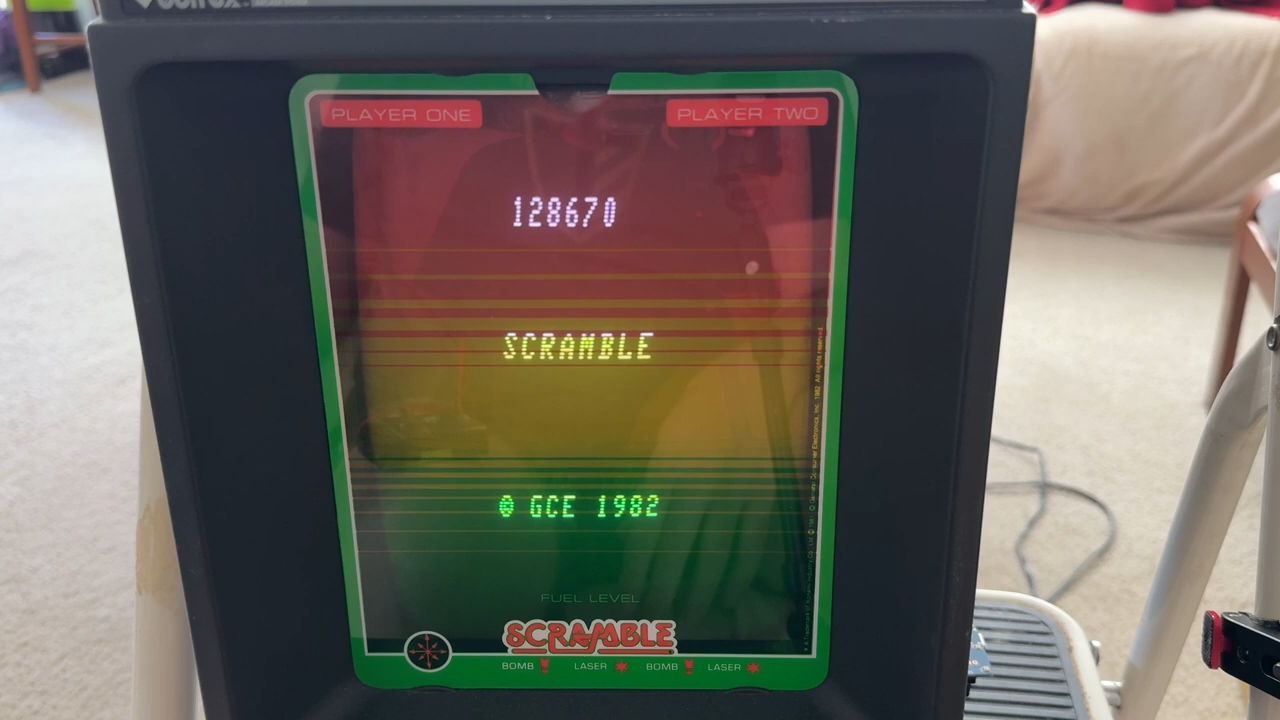 PLAYER ONE
PLAYER TWO
128670
SCRAMBLE
© GCE 1982
FUEL LEVEL
SCRAMBLE
BOMB LASER BOMB LASER